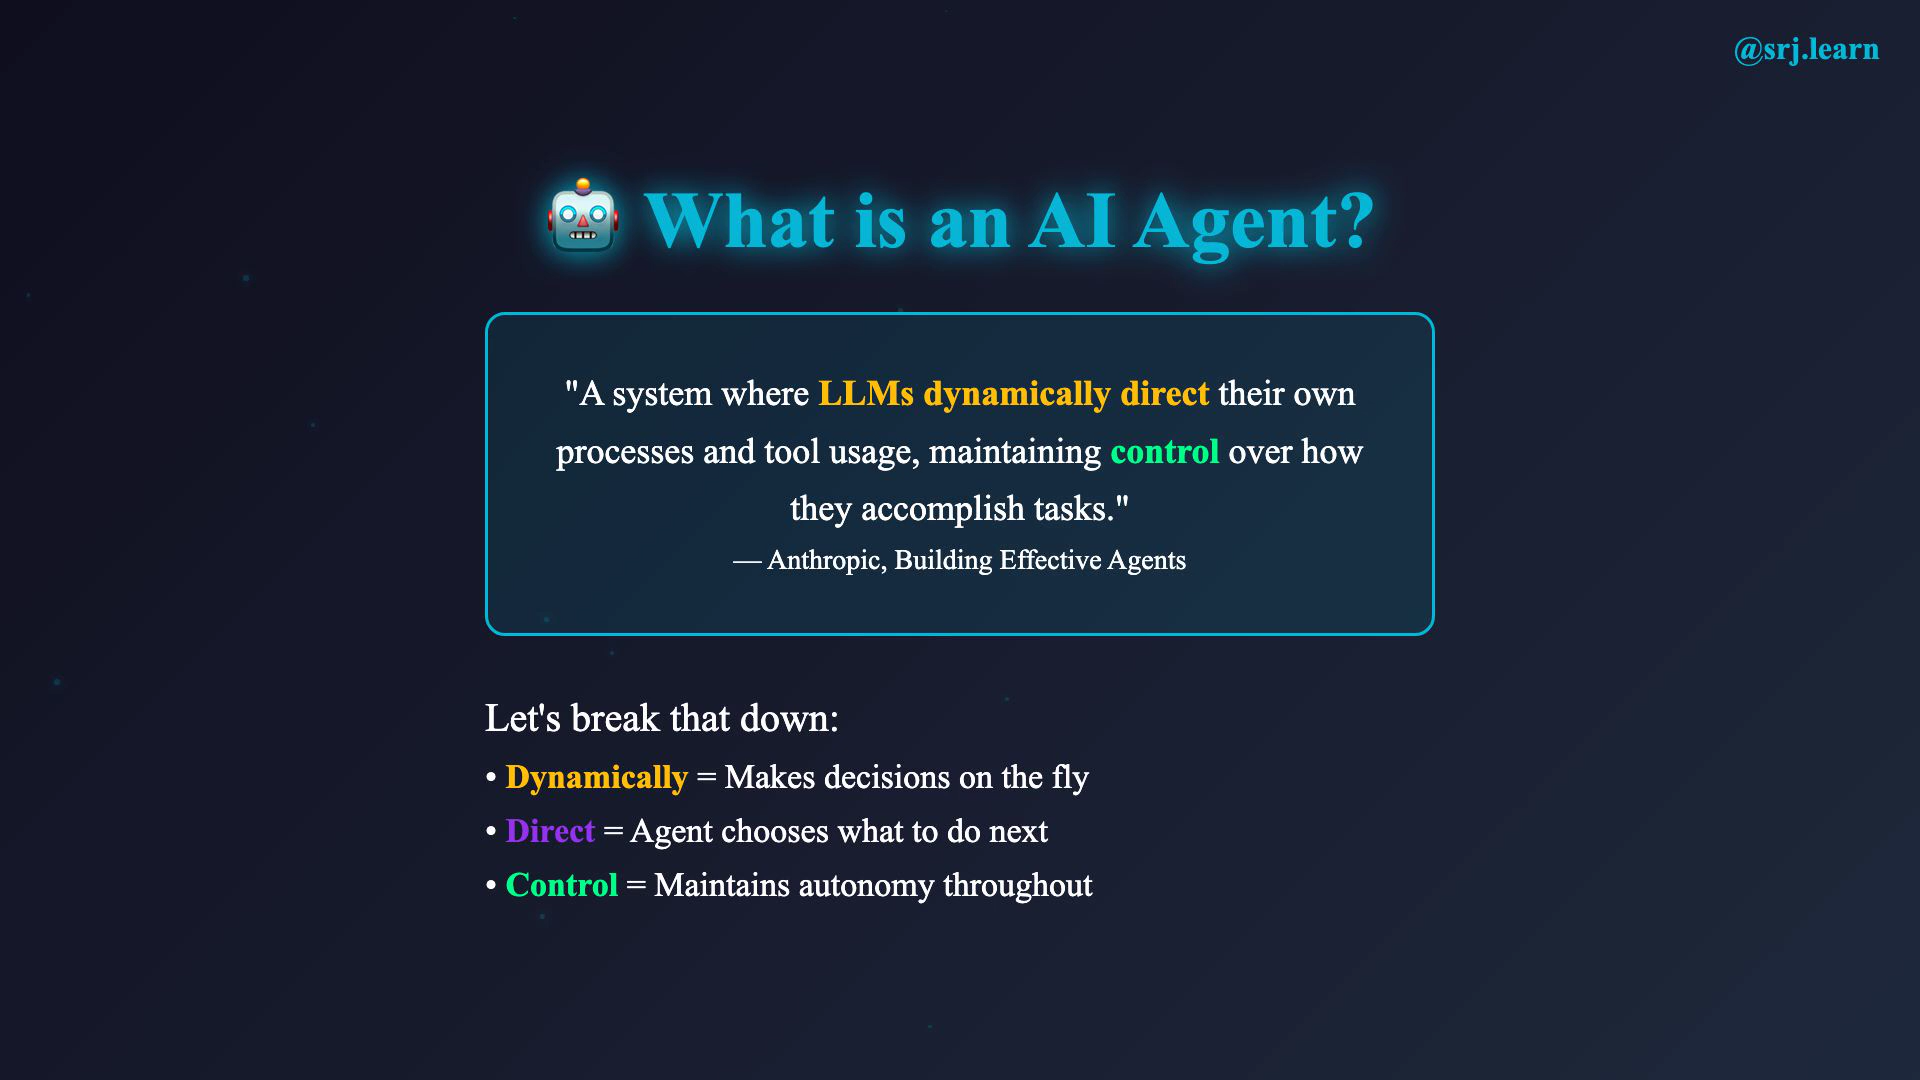 @srj.learn
🤖 What is an AI Agent?
"A system where LLMs dynamically direct their own
processes and tool usage, maintaining control over how
they accomplish tasks."
— Anthropic, Building Effective Agents
Let's break that down:
• Dynamically = Makes decisions on the fly
• Direct = Agent chooses what to do next
• Control = Maintains autonomy throughout